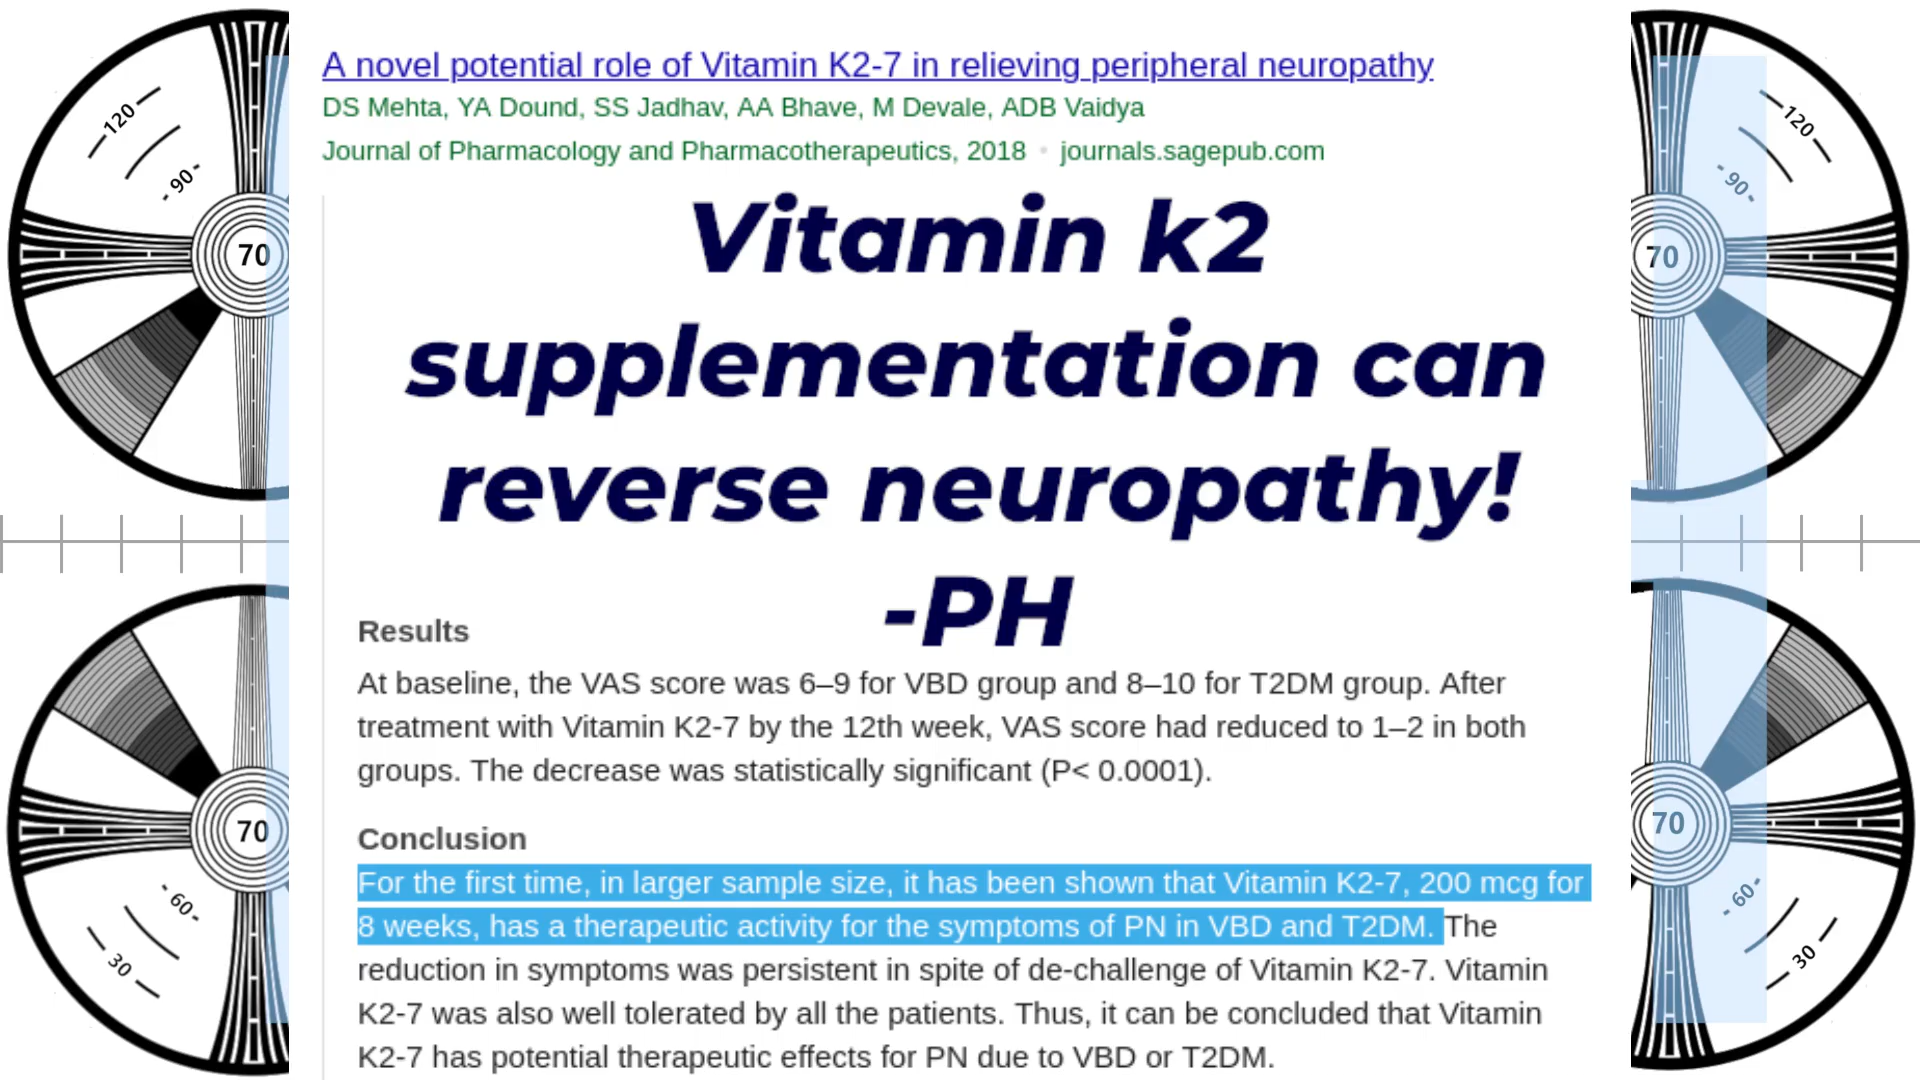 A novel potential role of Vitamin K2-7 in relieving peripheral neuropathy
DS Mehta, YA Dound, SS Jadhav, AA Bhave, M Devale, ADB Vaidya
Journal of Pharmacology and Pharmacotherapeutics, 2018 • journals.sagepub.com
Vitamin k2
supplementation can
reverse neuropathy!
-PH
Results
At baseline, the VAS score was 6–9 for VBD group and 8–10 for T2DM group. After
treatment with Vitamin K2-7 by the 12th week, VAS score had reduced to 1–2 in both
groups. The decrease was statistically significant (P< 0.0001).
Conclusion
For the first time, in larger sample size, it has been shown that Vitamin K2-7, 200 mcg for
8 weeks, has a therapeutic activity for the symptoms of PN in VBD and T2DM. The
reduction in symptoms was persistent in spite of de-challenge of Vitamin K2-7. Vitamin
K2-7 was also well tolerated by all the patients. Thus, it can be concluded that Vitamin
K2-7 has potential therapeutic effects for PN due to VBD or T2DM.
120
- 90 -
70
120
- 90 -
70
70
- 60 -
30
70
- 60 -
30